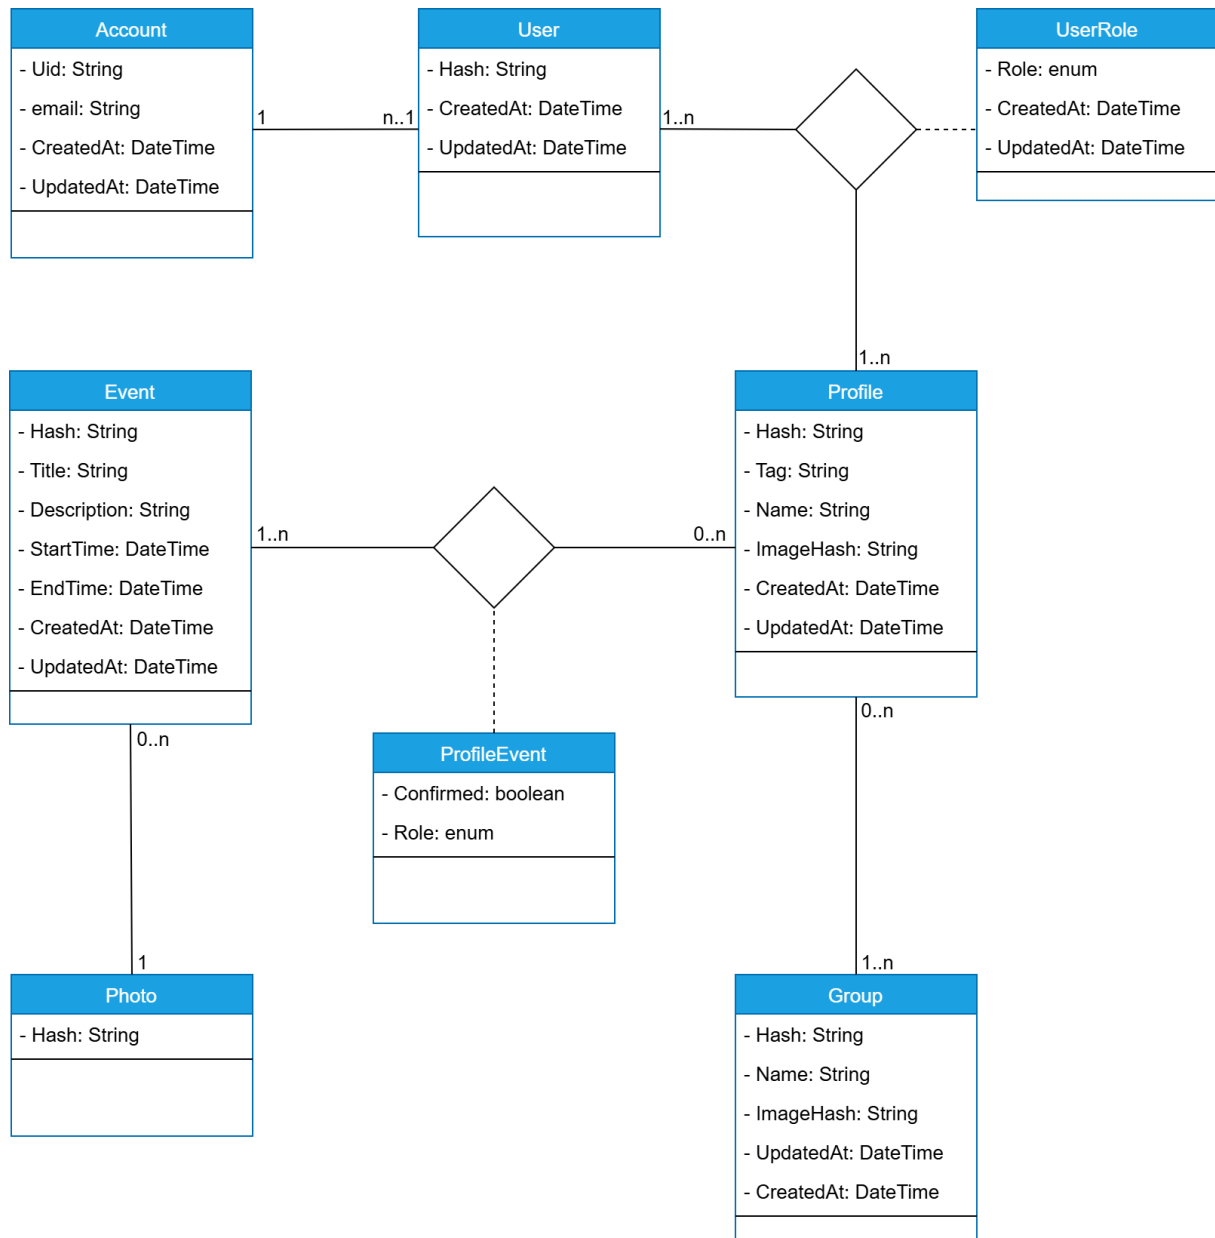 Account
- Uid: String
- email: String
- CreatedAt: DateTime
- UpdatedAt: DateTime
1
n..1
User
- Hash: String
- CreatedAt: DateTime
- UpdatedAt: DateTime
1..n
UserRole
- Role: enum
- CreatedAt: DateTime
- UpdatedAt: DateTime
1..n
Event
- Hash: String
- Title: String
- Description: String
- StartTime: DateTime
- EndTime: DateTime
- CreatedAt: DateTime
- UpdatedAt: DateTime
1..n
0..n
Profile
- Hash: String
- Tag: String
- Name: String
- ImageHash: String
- CreatedAt: DateTime
- UpdatedAt: DateTime
0..n
0..n
ProfileEvent
- Confirmed: boolean
- Role: enum
1
1..n
Photo
- Hash: String
Group
- Hash: String
- Name: String
- ImageHash: String
- UpdatedAt: DateTime
- CreatedAt: DateTime